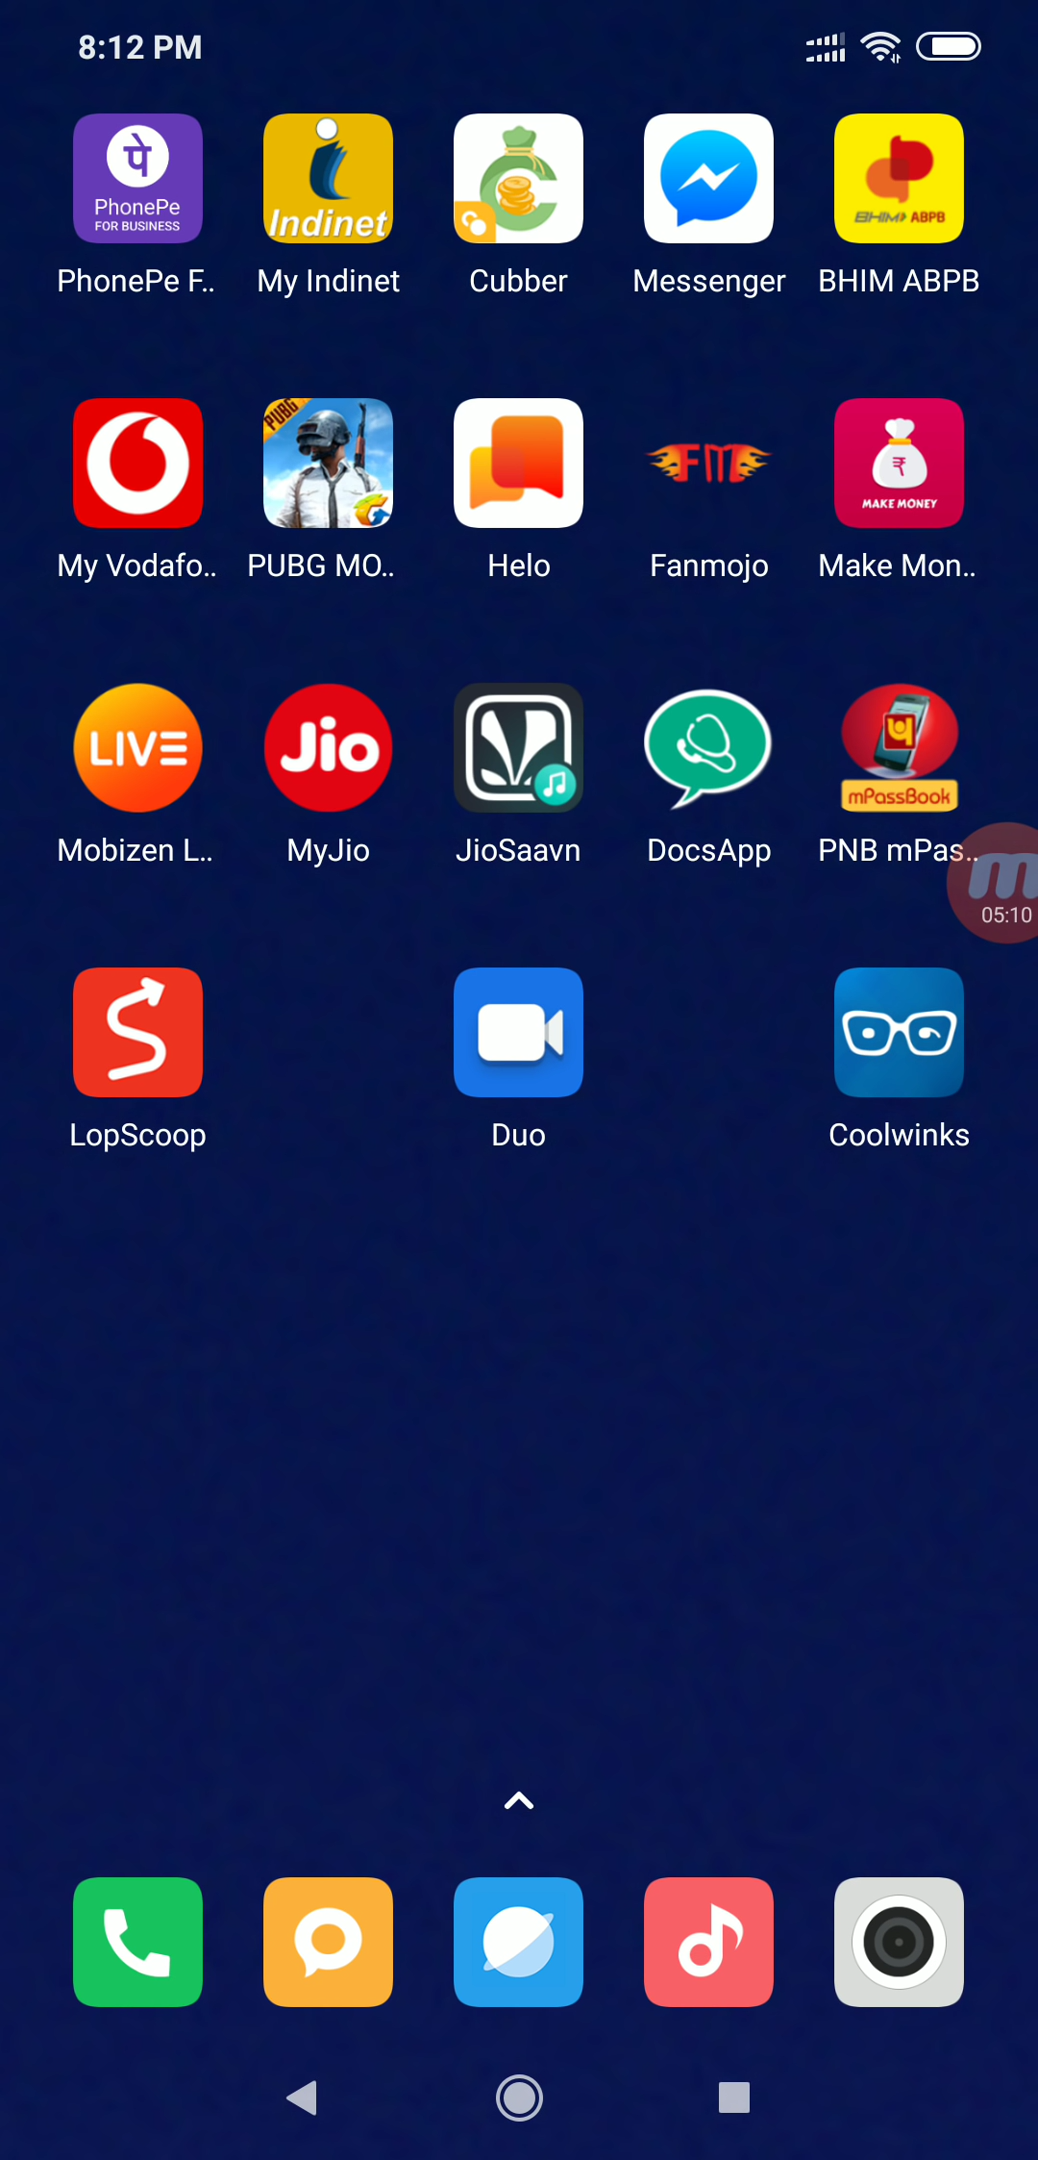 8:12 PM
पे
PhonePe
FOR BUSINESS
Indinet
BHIM ABPB
PhonePe F..
My Indinet
Cubber
Messenger
BHIM ABPB
PUBG
FM
₹
MAKE MONEY
My Vodafo..
PUBG MO..
Helo
Fanmojo
Make Mon..
LIVE
Jio
प
mPassBook
Mobizen L..
MyJio
JioSaavn
DocsApp
PNB mPas..
m
05:10
LopScoop
Duo
Coolwinks